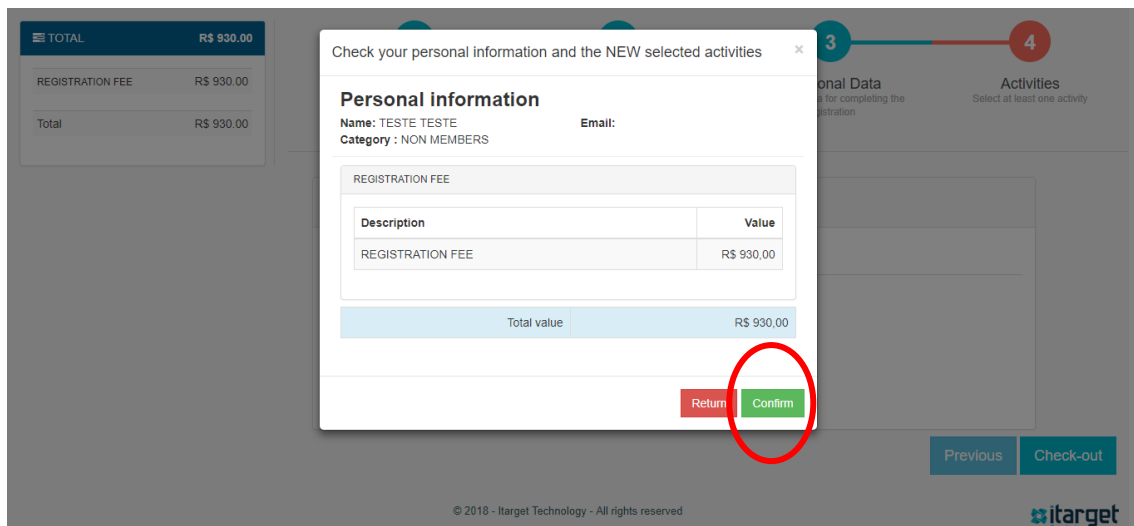 TOTAL R$ 930.00
REGISTRATION FEE R$ 930.00
Total R$ 930.00
Check your personal information and the NEW selected activities ×
Personal information
Name: TESTE TESTE Email:
Category : NON MEMBERS
REGISTRATION FEE
Description Value
REGISTRATION FEE R$ 930,00
Total value R$ 930,00
Return Confirm
3
onal Data
a for completing the
gistration
4
Activities
Select at least one activity
Previous Check-out
© 2018 - Itarget Technology - All rights reserved
itarget